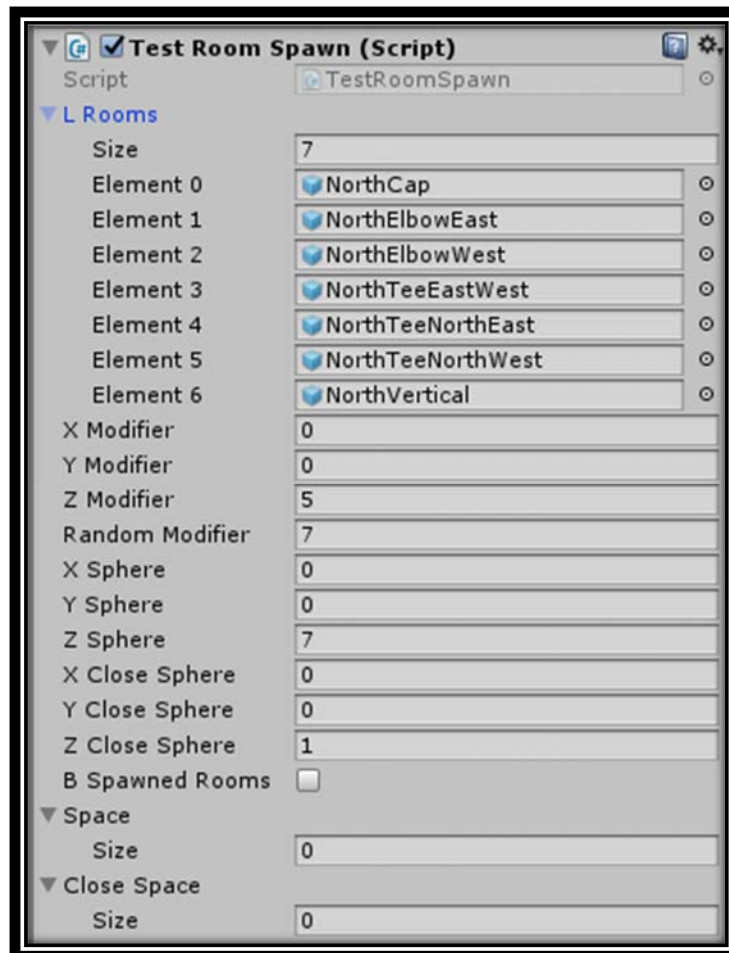 Test Room Spawn (Script)
Script TestRoomSpawn
L Rooms
Size 7
Element 0 NorthCap
Element 1 NorthElbowEast
Element 2 NorthElbowWest
Element 3 NorthTeeEastWest
Element 4 NorthTeeNorthEast
Element 5 NorthTeeNorthWest
Element 6 NorthVertical
X Modifier 0
Y Modifier 0
Z Modifier 5
Random Modifier 7
X Sphere 0
Y Sphere 0
Z Sphere 7
X Close Sphere 0
Y Close Sphere 0
Z Close Sphere 1
B Spawned Rooms
Space
Size 0
Close Space
Size 0